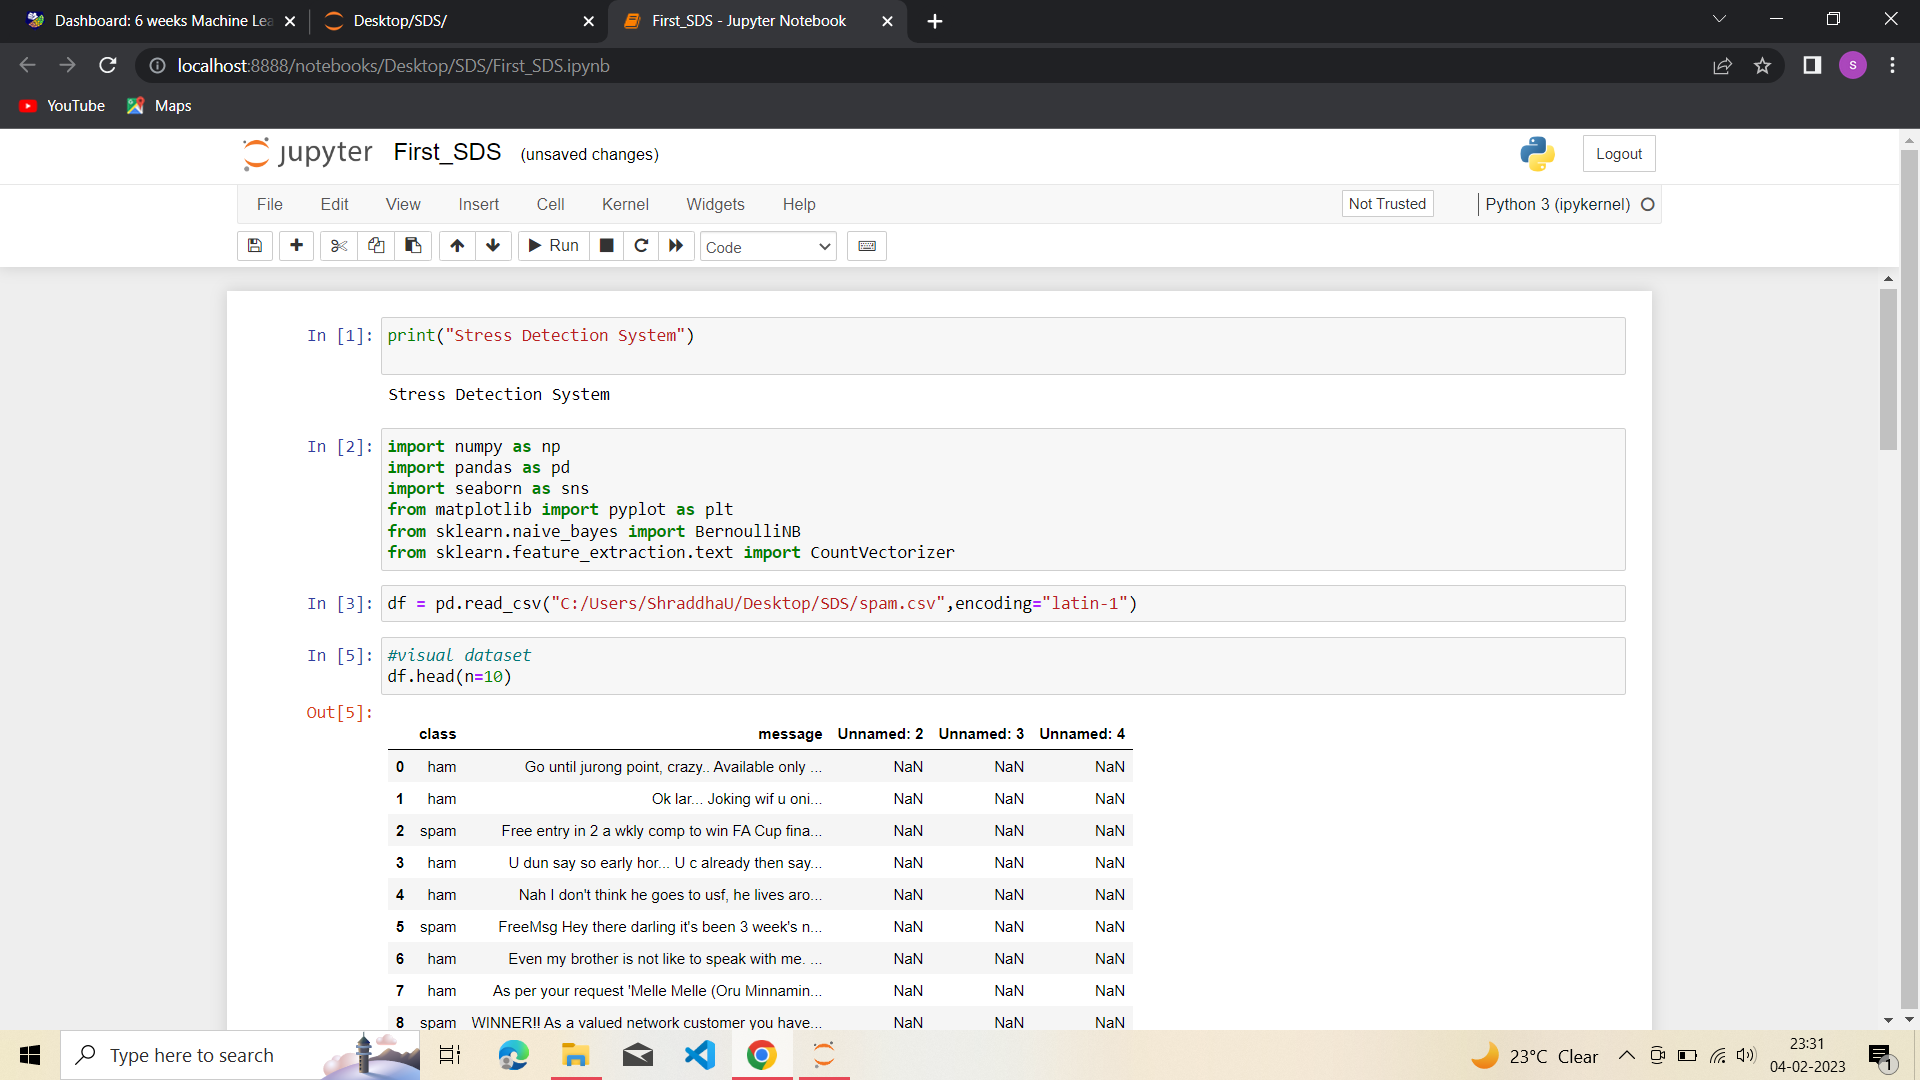 Dashboard: 6 weeks Machine Lea
Desktop/SDS/
First_SDS - Jupyter Notebook
localhost:8888/notebooks/Desktop/SDS/First_SDS.ipynb
s
YouTube
Maps
jupyter
First_SDS
(unsaved changes)
Logout
File Edit View Insert Cell Kernel Widgets Help
Not Trusted
Python 3 (ipykernel)
Run
Code
In [1]: print("Stress Detection System")
Stress Detection System
In [2]: import numpy as np
import pandas as pd
import seaborn as sns
from matplotlib import pyplot as plt
from sklearn.naive_bayes import BernoulliNB
from sklearn.feature_extraction.text import CountVectorizer
In [3]: df = pd.read_csv("C:/Users/ShraddhaU/Desktop/SDS/spam.csv",encoding="latin-1")
In [5]: #visual dataset
df.head(n=10)
Out[5]:
class message Unnamed: 2 Unnamed: 3 Unnamed: 4
0 ham Go until jurong point, crazy.. Available only ... NaN NaN NaN
1 ham Ok lar... Joking wif u oni... NaN NaN NaN
2 spam Free entry in 2 a wkly comp to win FA Cup fina... NaN NaN NaN
3 ham U dun say so early hor... U c already then say... NaN NaN NaN
4 ham Nah I don't think he goes to usf, he lives aro... NaN NaN NaN
5 spam FreeMsg Hey there darling it's been 3 week's n... NaN NaN NaN
6 ham Even my brother is not like to speak with me. ... NaN NaN NaN
7 ham As per your request 'Melle Melle (Oru Minnamin... NaN NaN NaN
8 spam WINNER!! As a valued network customer you have... NaN NaN NaN
Type here to search
23°C Clear
23:31
04-02-2023
1